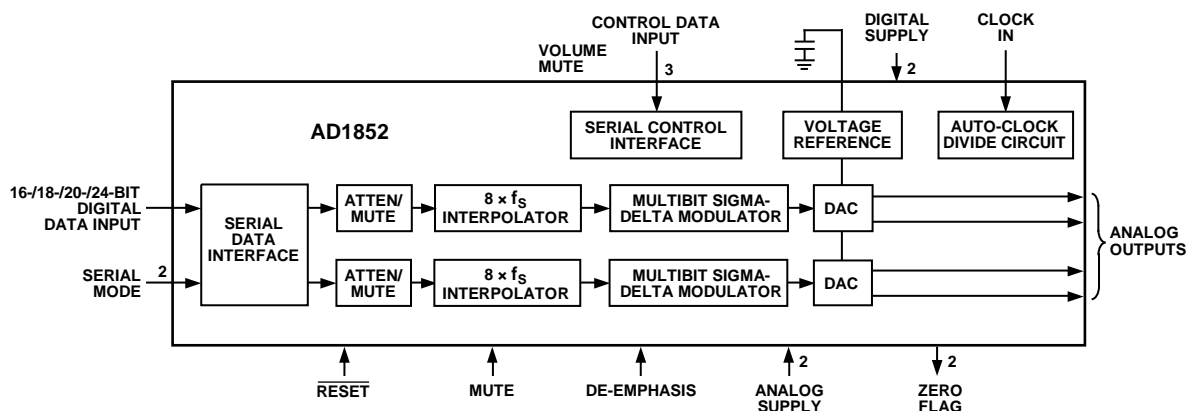 CONTROL DATA
INPUT
VOLUME
MUTE
3
DIGITAL
SUPPLY
2
CLOCK
IN
AD1852
SERIAL CONTROL
INTERFACE
VOLTAGE
REFERENCE
AUTO-CLOCK
DIVIDE CIRCUIT
16-/18-/20-/24-BIT
DIGITAL
DATA INPUT
SERIAL
DATA
INTERFACE
ATTEN/
MUTE
8 × fS
INTERPOLATOR
MULTIBIT SIGMA-
DELTA MODULATOR
DAC
ANALOG
OUTPUTS
SERIAL
MODE
2
ATTEN/
MUTE
8 × fS
INTERPOLATOR
MULTIBIT SIGMA-
DELTA MODULATOR
DAC
RESET
MUTE
DE-EMPHASIS
2
ANALOG
SUPPLY
2
ZERO
FLAG